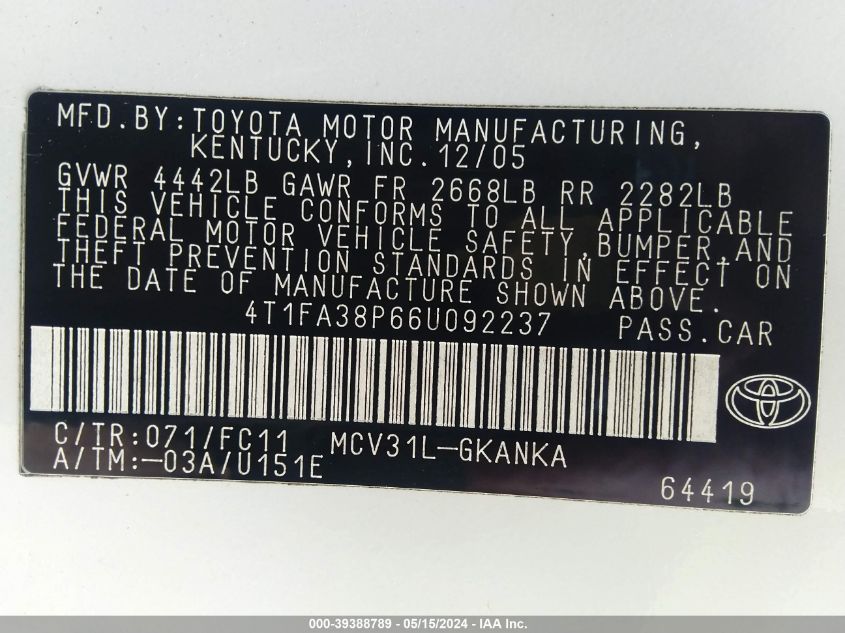 MFD.BY:TOYOTA MOTOR MANUFACTURING,
KENTUCKY,INC.12/05
GVWR 4442LB GAWR FR 2668LB RR 2282LB
THIS VEHICLE CONFORMS TO ALL APPLICABLE
FEDERAL MOTOR VEHICLE SAFETY,BUMPER,AND
THEFT PREVENTION STANDARDS IN EFFECT ON
THE DATE OF MANUFACTURE SHOWN ABOVE.
4T1FA38P66U092237 PASS.CAR
C/TR:071/FC11 MCV31L-GKANKA
A/TM:-03A/U151E
64419
000-39388789 - 05/15/2024 - IAA Inc.